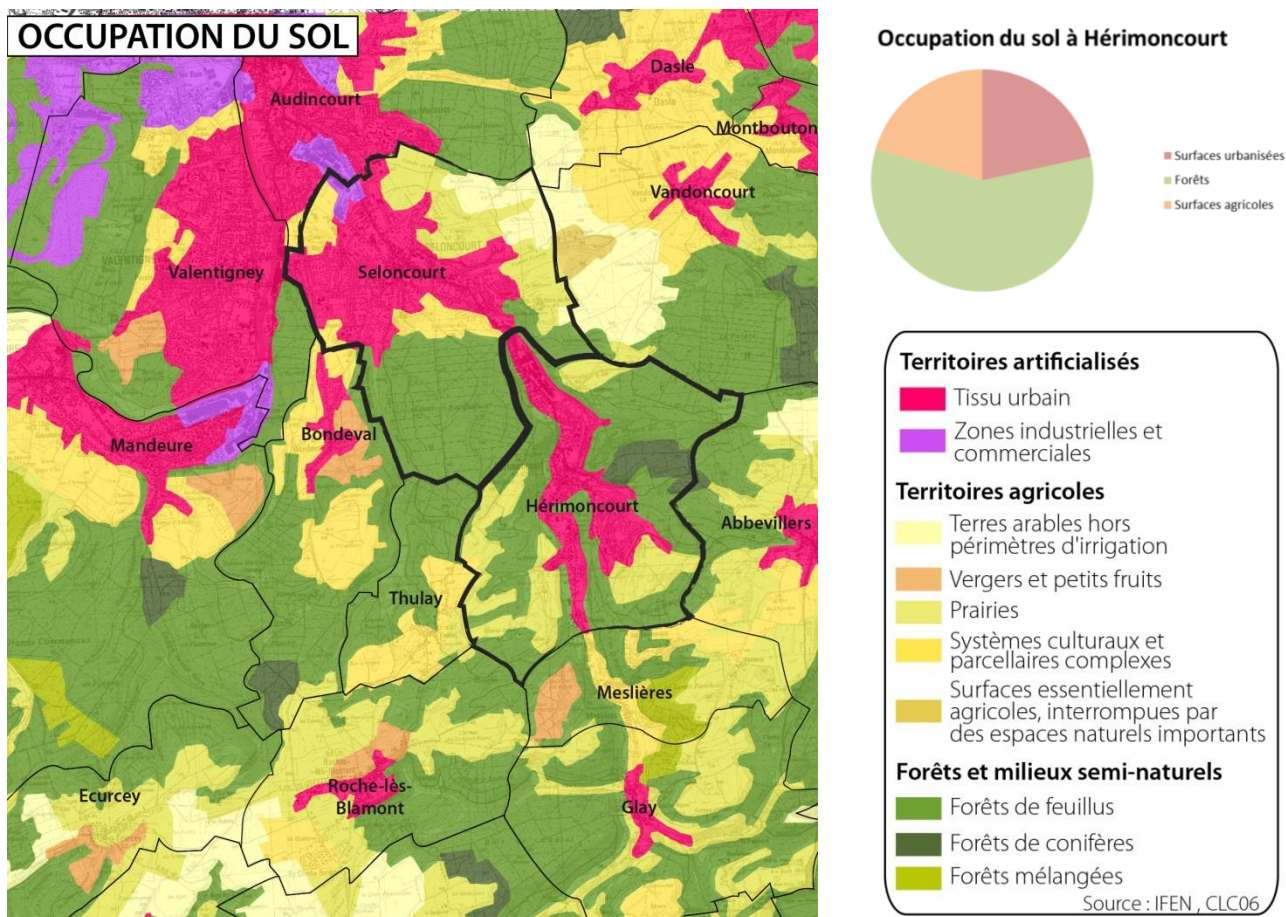 OCCUPATION DU SOL
Audincourt
Dasle
Montbouton
Vandoncourt
Valentigney
Seloncourt
Mandeure
Bondeval
Hérimoncourt
Abbevillers
Thulay
Meslières
Ecurcey
Roche-lès-
Blamont
Glay
Occupation du sol à Hérimoncourt
Surfaces urbanisées
Forêts
Surfaces agricoles
Territoires artificialisés
Tissu urbain
Zones industrielles et
commerciales
Territoires agricoles
Terres arables hors
périmètres d'irrigation
Vergers et petits fruits
Prairies
Systèmes culturaux et
parcellaires complexes
Surfaces essentiellement
agricoles, interrompues par
des espaces naturels importants
Forêts et milieux semi-naturels
Forêts de feuillus
Forêts de conifères
Forêts mélangées
Source : IFEN , CLC06